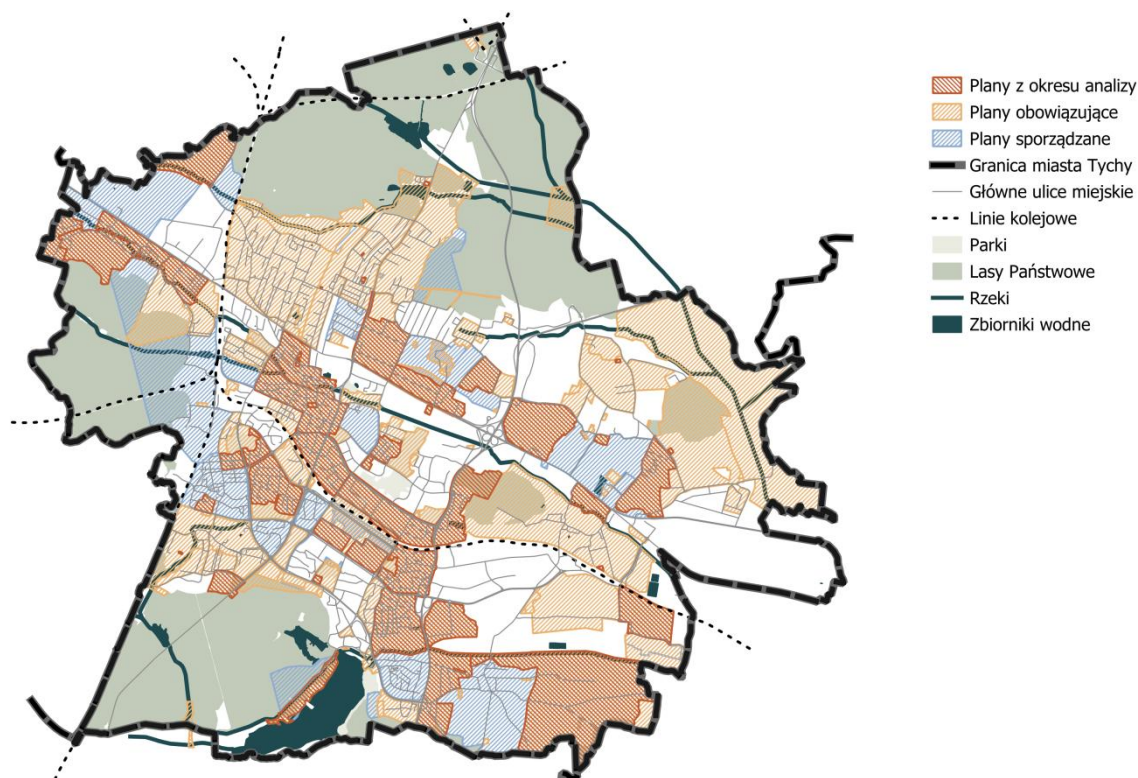 Plany z okresu analizy
Plany obowiązujące
Plany sporządzane
Granica miasta Tychy
Główne ulice miejskie
Linie kolejowe
Parki
Lasy Państwowe
Rzeki
Zbiorniki wodne